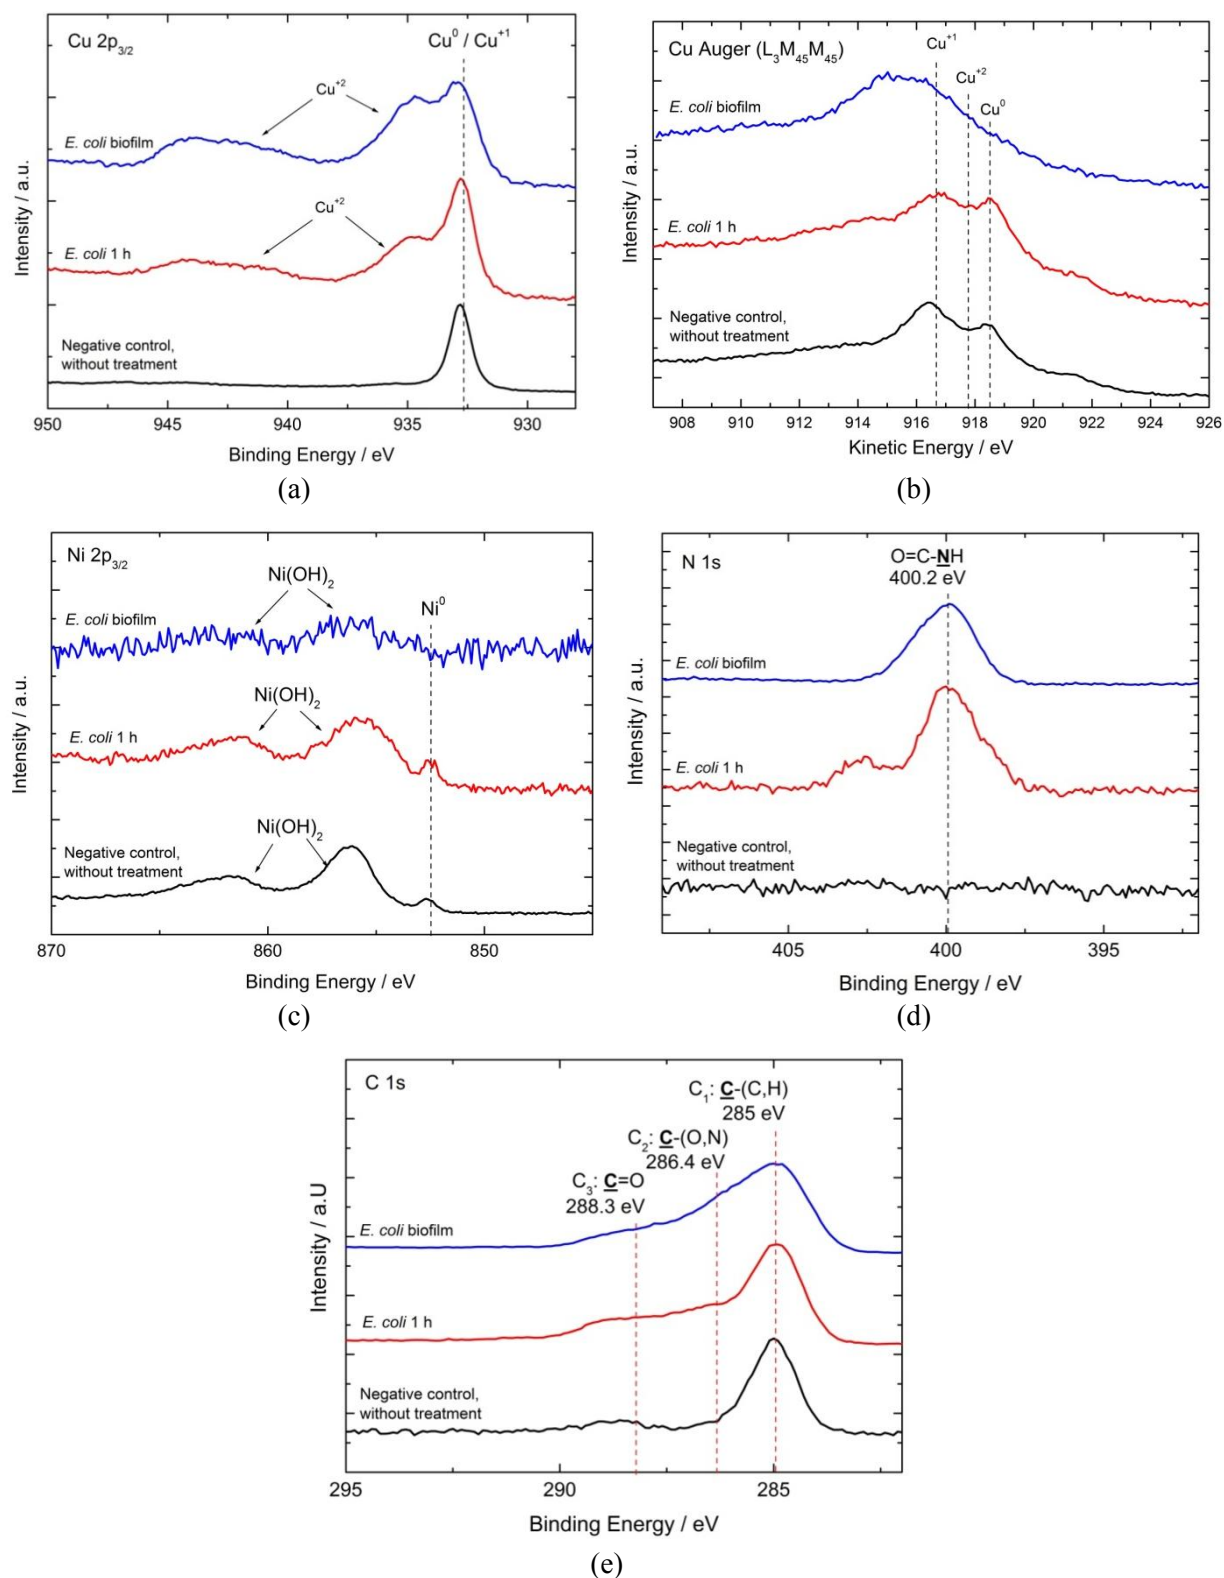 Cu 2p3/2
Cu0 / Cu+1
Cu+2
E. coli biofilm
Cu+2
E. coli 1 h
Negative control,
without treatment
Intensity / a.u.
950 945 940 935 930
Binding Energy / eV
(a)
Cu Auger (L3M45M45)
Cu+1
Cu+2
Cu0
E. coli biofilm
E. coli 1 h
Negative control,
without treatment
Intensity / a.u.
908 910 912 914 916 918 920 922 924 926
Kinetic Energy / eV
(b)
Ni 2p3/2
Ni(OH)2
Ni0
E. coli biofilm
Ni(OH)2
E. coli 1 h
Ni(OH)2
Negative control,
without treatment
Intensity / a.u.
870 860 850
Binding Energy / eV
(c)
N 1s
O=C-NH
400.2 eV
E. coli biofilm
E. coli 1 h
Negative control,
without treatment
Intensity / a.u.
405 400 395
Binding Energy / eV
(d)
C 1s
C1: C-(C,H)
285 eV
C2: C-(O,N)
286.4 eV
C3: C=O
288.3 eV
E. coli biofilm
E. coli 1 h
Negative control,
without treatment
Intensity / a.U
295 290 285
Binding Energy / eV
(e)